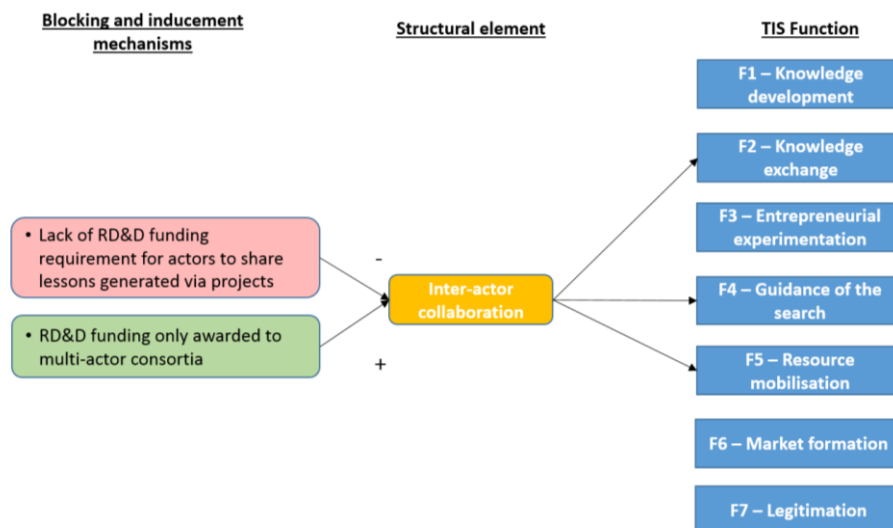 Blocking and inducement
mechanisms
Structural element
TIS Function
F1 – Knowledge
development
F2 – Knowledge
exchange
F3 – Entrepreneurial
experimentation
• Lack of RD&D funding
requirement for actors to share
lessons generated via projects
-
Inter-actor
collaboration
F4 – Guidance of the
search
• RD&D funding only awarded to
multi-actor consortia
+
F5 – Resource
mobilisation
F6 – Market formation
F7 – Legitimation